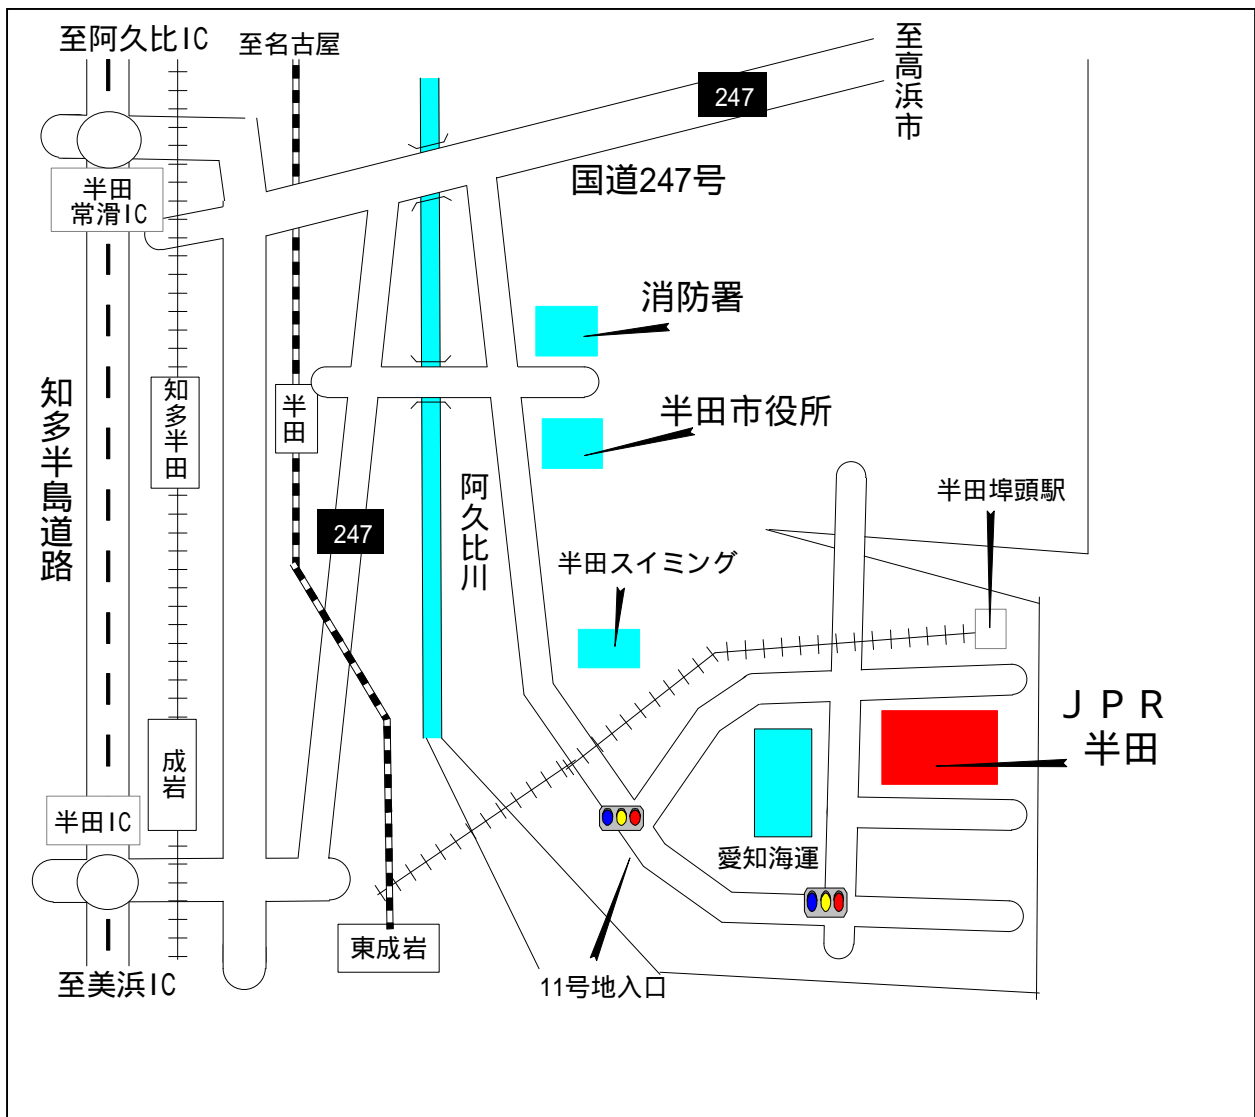 至阿久比IC
至名古屋
至高浜市
247
国道247号
半田
常滑IC
消防署
知多半島道路
知多半田
半田
半田市役所
阿久比川
半田埠頭駅
247
半田スイミング
JPR
半田
成岩
半田IC
愛知海運
東成岩
至美浜IC
11号地入口